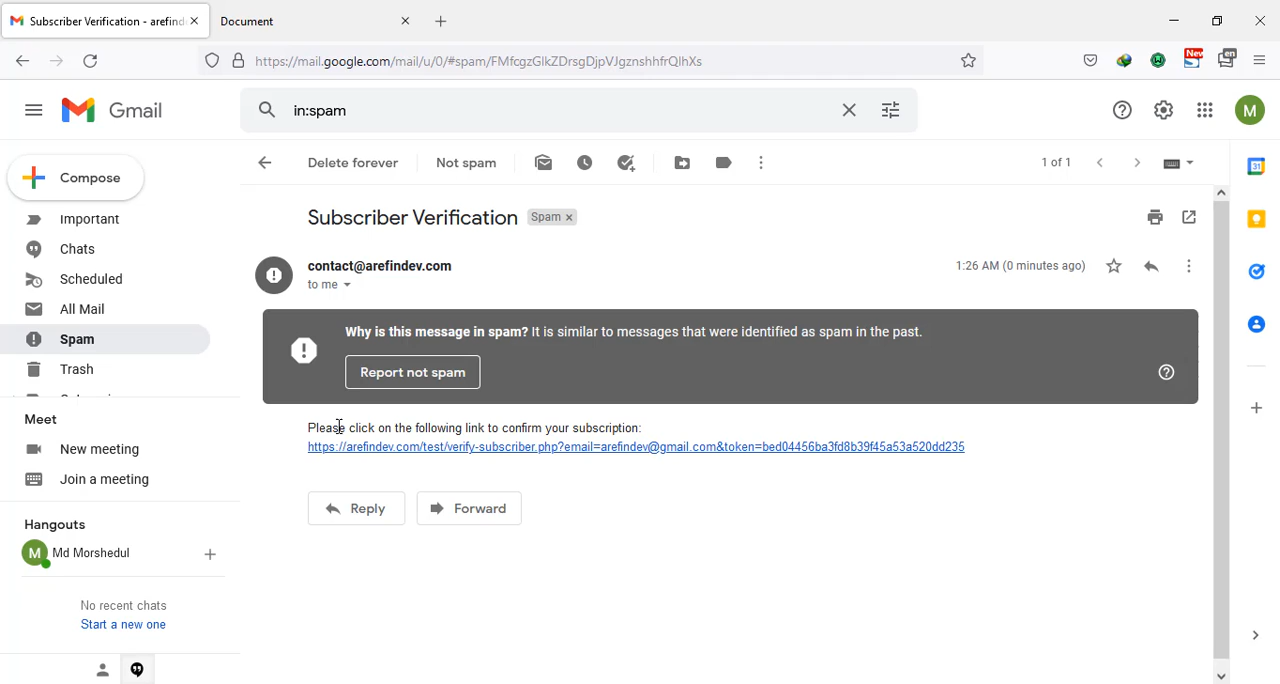 Subscriber Verification - arefind
Document
https://mail.google.com/mail/u/0/#spam/FMfcgzGlkZDrsgDjpVJgznshhfrQlhXs
New
en
Gmail
in:spam
M
Compose
Delete forever
Not spam
1 of 1
31
Important
Chats
Scheduled
All Mail
Spam
Trash
Subscriber Verification
Spam ×
contact@arefindev.com
1:26 AM (0 minutes ago)
to me
Why is this message in spam? It is similar to messages that were identified as spam in the past.
Report not spam
Please click on the following link to confirm your subscription:
https://arefindev.com/test/verify-subscriber.php?email=arefindev@gmail.com&token=bed04456ba3fd8b39f45a53a520dd235
Reply
Forward
Meet
New meeting
Join a meeting
Hangouts
M
Md Morshedul
No recent chats
Start a new one